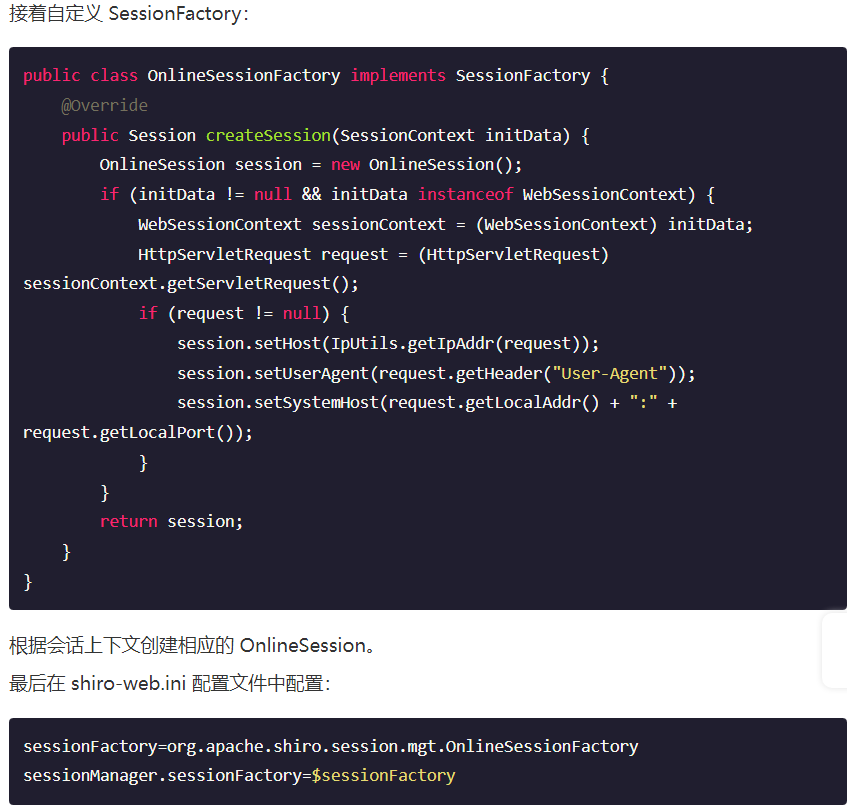 接着自定义 SessionFactory：
public class OnlineSessionFactory implements SessionFactory {
    @Override
    public Session createSession(SessionContext initData) {
        OnlineSession session = new OnlineSession();
        if (initData != null && initData instanceof WebSessionContext) {
            WebSessionContext sessionContext = (WebSessionContext) initData;
            HttpServletRequest request = (HttpServletRequest)
sessionContext.getServletRequest();
            if (request != null) {
                session.setHost(IpUtils.getIpAddr(request));
                session.setUserAgent(request.getHeader("User-Agent"));
                session.setSystemHost(request.getLocalAddr() + ":" +
request.getLocalPort());
            }
        }
        return session;
    }
}
根据会话上下文创建相应的 OnlineSession。
最后在 shiro-web.ini 配置文件中配置：
sessionFactory=org.apache.shiro.session.mgt.OnlineSessionFactory
sessionManager.sessionFactory=$sessionFactory